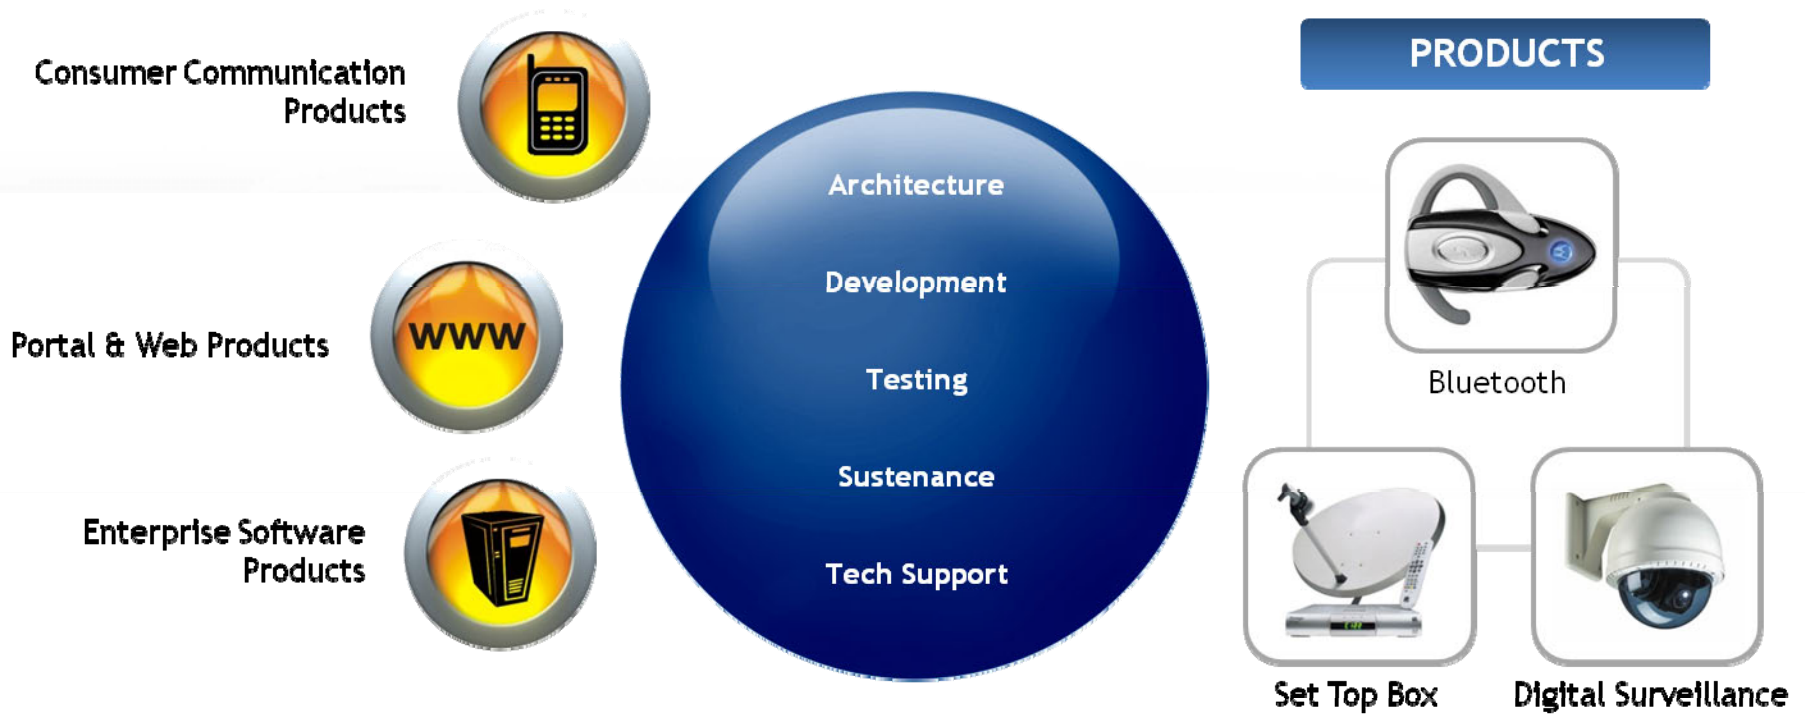 Consumer Communication
Products
WWW
Portal & Web Products
Enterprise Software
Products
Architecture
Development
Testing
Sustenance
Tech Support
PRODUCTS
Bluetooth
Set Top Box
Digital Surveillance